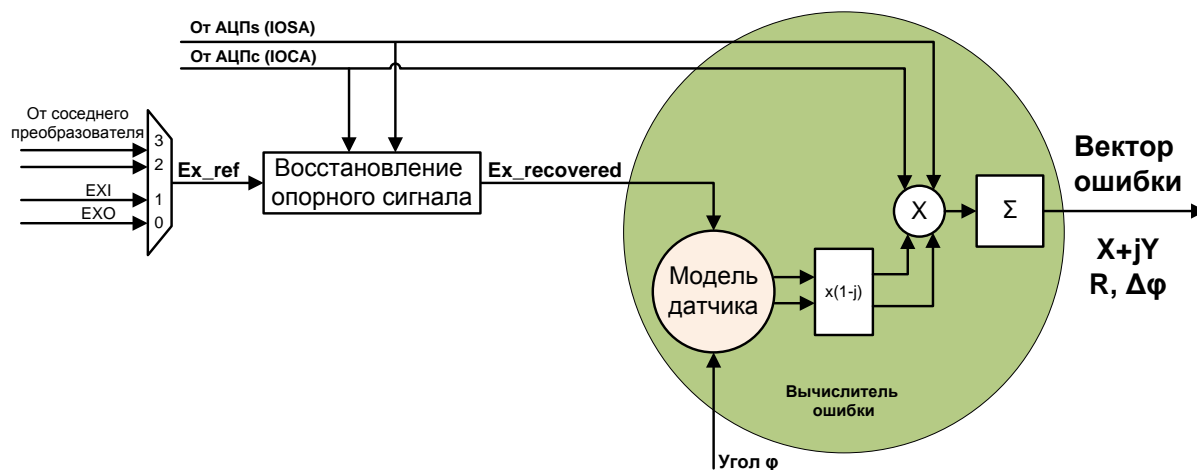 От АЦПs (IOSA)
От АЦПс (IOCA)
От соседнего
преобразователя
3
2
EXI
1
EXO
0
Ex_ref
Восстановление
опорного сигнала
Ex_recovered
Модель
датчика
x(1-j)
X
Σ
Вектор
ошибки
X+jY
R, Δφ
Вычислитель
ошибки
Угол φ